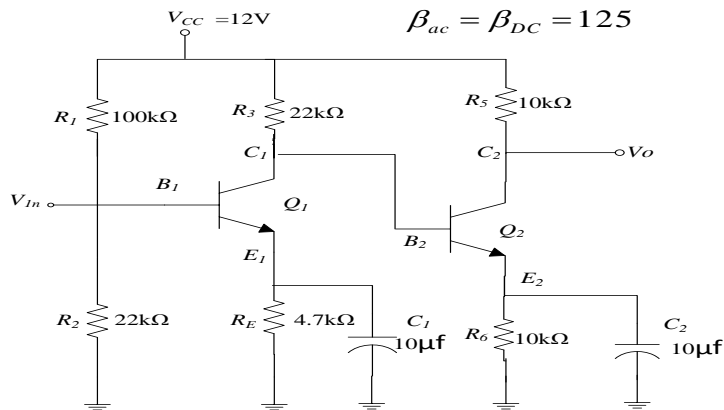 V_CC =12V
β_ac = β_DC = 125
R_1 100kΩ
R_3 22kΩ
R_5 10kΩ
C_1
C_2
Vo
V_In
B_1
Q_1
B_2
Q_2
E_1
E_2
R_2 22kΩ
R_E 4.7kΩ
C_1
10μf
R_6 10kΩ
C_2
10μf